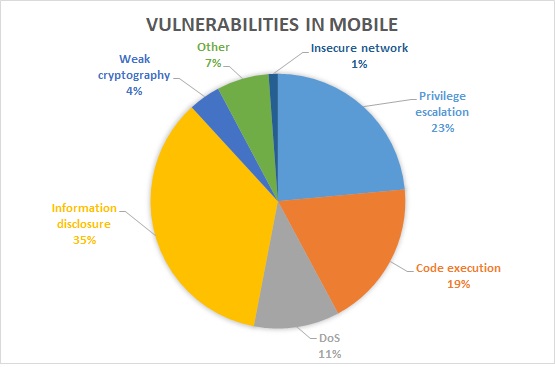 VULNERABILITIES IN MOBILE
Insecure network
1%
Privilege
escalation
23%
Code execution
19%
DoS
11%
Information
disclosure
35%
Weak
cryptography
4%
Other
7%